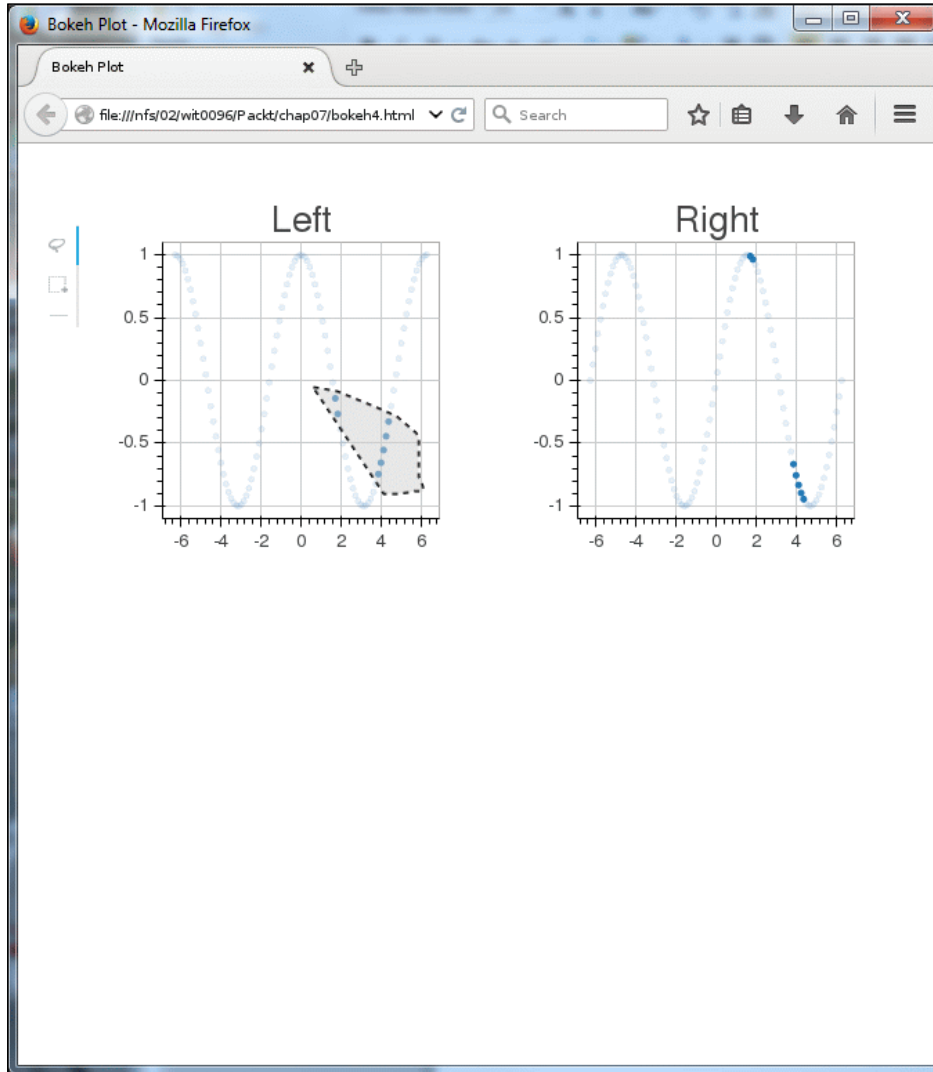 Bokeh Plot - Mozilla Firefox
Bokeh Plot
file:///nfs/02/wit0096/Packt/chap07/bokeh4.html
Search
Left
1
0.5
0
-0.5
-1
-6 -4 -2 0 2 4 6
Right
1
0.5
0
-0.5
-1
-6 -4 -2 0 2 4 6